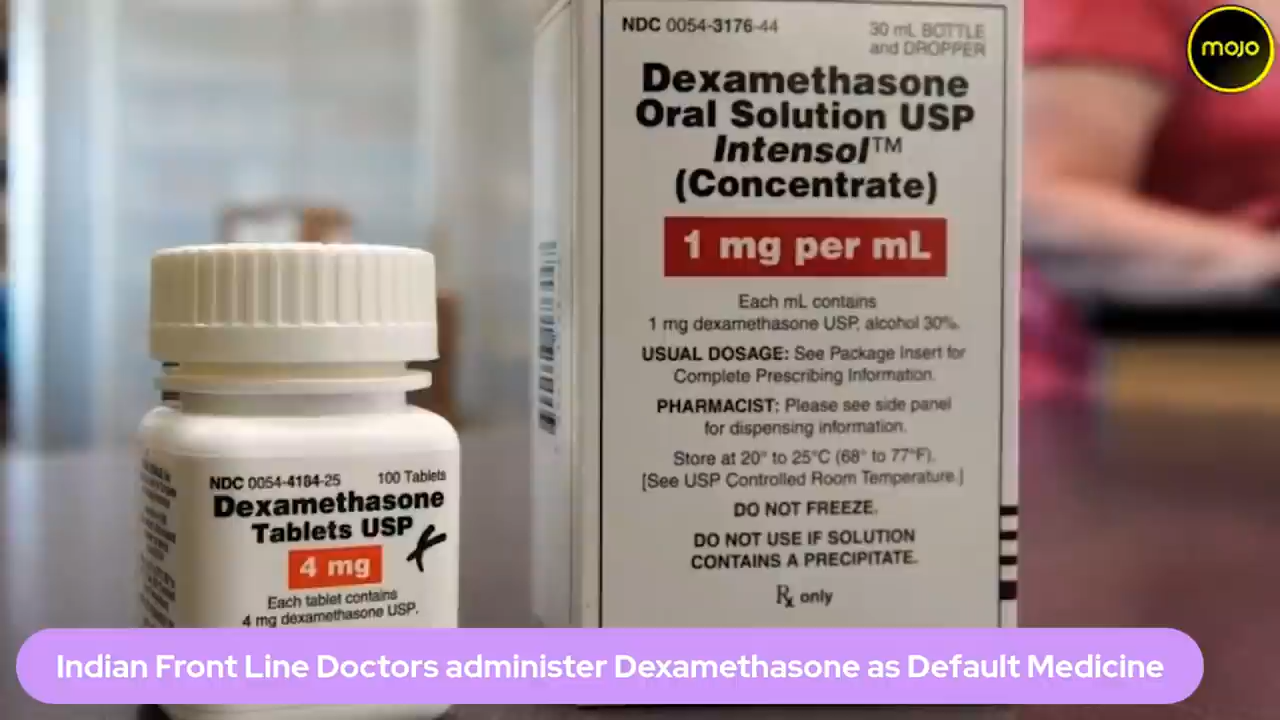 mojo
NDC 0054-3176-44
30 mL BOTTLE
and DROPPER
Dexamethasone
Oral Solution USP
Intensol™
(Concentrate)
1 mg per mL
Each mL contains
1 mg dexamethasone USP, alcohol 30%.
USUAL DOSAGE: See Package Insert for
Complete Prescribing Information.
PHARMACIST: Please see side panel
for dispensing information.
Store at 20° to 25°C (68° to 77°F).
[See USP Controlled Room Temperature.]
DO NOT FREEZE.
DO NOT USE IF SOLUTION
CONTAINS A PRECIPITATE.
Rx only
NDC 0054-4184-25 100 Tablets
Dexamethasone
Tablets USP
4 mg
Each tablet contains
4 mg dexamethasone USP.
Indian Front Line Doctors administer Dexamethasone as Default Medicine